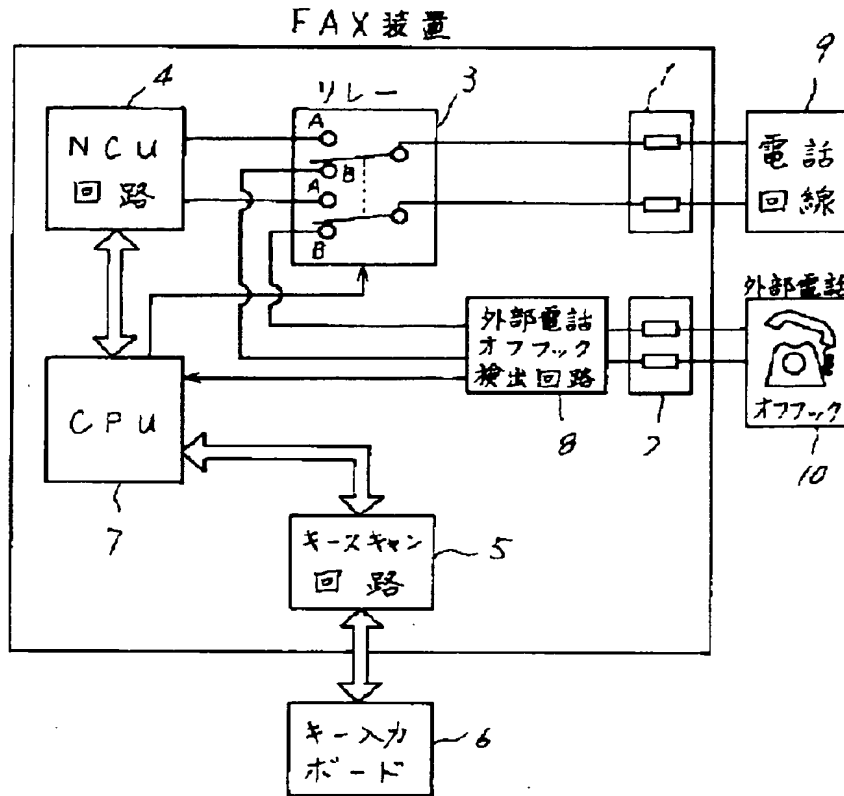 FAX装置
4
NCU
回路
リレー
3
A
B
A
B
1
9
電話
回線
外部電話
オフフック
検出回路
8
2
外部電話
オフフック
10
CPU
7
キースキャン
回路
5
キー入力
ボード
6